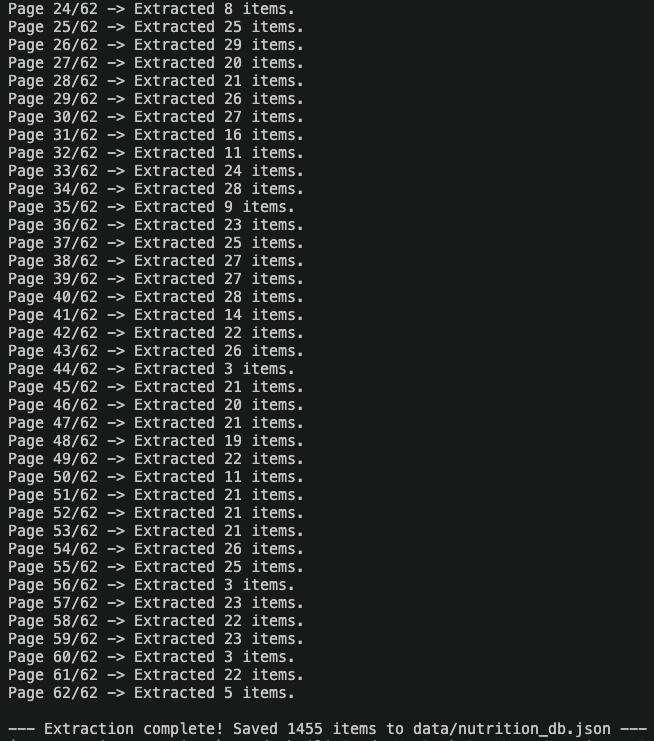 Page 24/62 -> Extracted 8 items.
Page 25/62 -> Extracted 25 items.
Page 26/62 -> Extracted 29 items.
Page 27/62 -> Extracted 20 items.
Page 28/62 -> Extracted 21 items.
Page 29/62 -> Extracted 26 items.
Page 30/62 -> Extracted 27 items.
Page 31/62 -> Extracted 16 items.
Page 32/62 -> Extracted 11 items.
Page 33/62 -> Extracted 24 items.
Page 34/62 -> Extracted 28 items.
Page 35/62 -> Extracted 9 items.
Page 36/62 -> Extracted 23 items.
Page 37/62 -> Extracted 25 items.
Page 38/62 -> Extracted 27 items.
Page 39/62 -> Extracted 27 items.
Page 40/62 -> Extracted 28 items.
Page 41/62 -> Extracted 14 items.
Page 42/62 -> Extracted 22 items.
Page 43/62 -> Extracted 26 items.
Page 44/62 -> Extracted 3 items.
Page 45/62 -> Extracted 21 items.
Page 46/62 -> Extracted 20 items.
Page 47/62 -> Extracted 21 items.
Page 48/62 -> Extracted 19 items.
Page 49/62 -> Extracted 22 items.
Page 50/62 -> Extracted 11 items.
Page 51/62 -> Extracted 21 items.
Page 52/62 -> Extracted 21 items.
Page 53/62 -> Extracted 21 items.
Page 54/62 -> Extracted 26 items.
Page 55/62 -> Extracted 25 items.
Page 56/62 -> Extracted 3 items.
Page 57/62 -> Extracted 23 items.
Page 58/62 -> Extracted 22 items.
Page 59/62 -> Extracted 23 items.
Page 60/62 -> Extracted 3 items.
Page 61/62 -> Extracted 22 items.
Page 62/62 -> Extracted 5 items.
--- Extraction complete! Saved 1455 items to data/nutrition_db.json ---